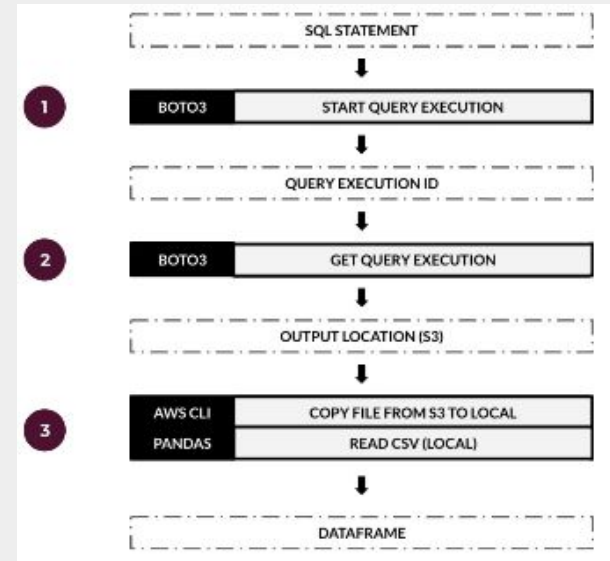 SQL STATEMENT
1 BOTO3 START QUERY EXECUTION
QUERY EXECUTION ID
2 BOTO3 GET QUERY EXECUTION
OUTPUT LOCATION (S3)
AWS CLI COPY FILE FROM S3 TO LOCAL
3
PANDAS READ CSV (LOCAL)
DATAFRAME